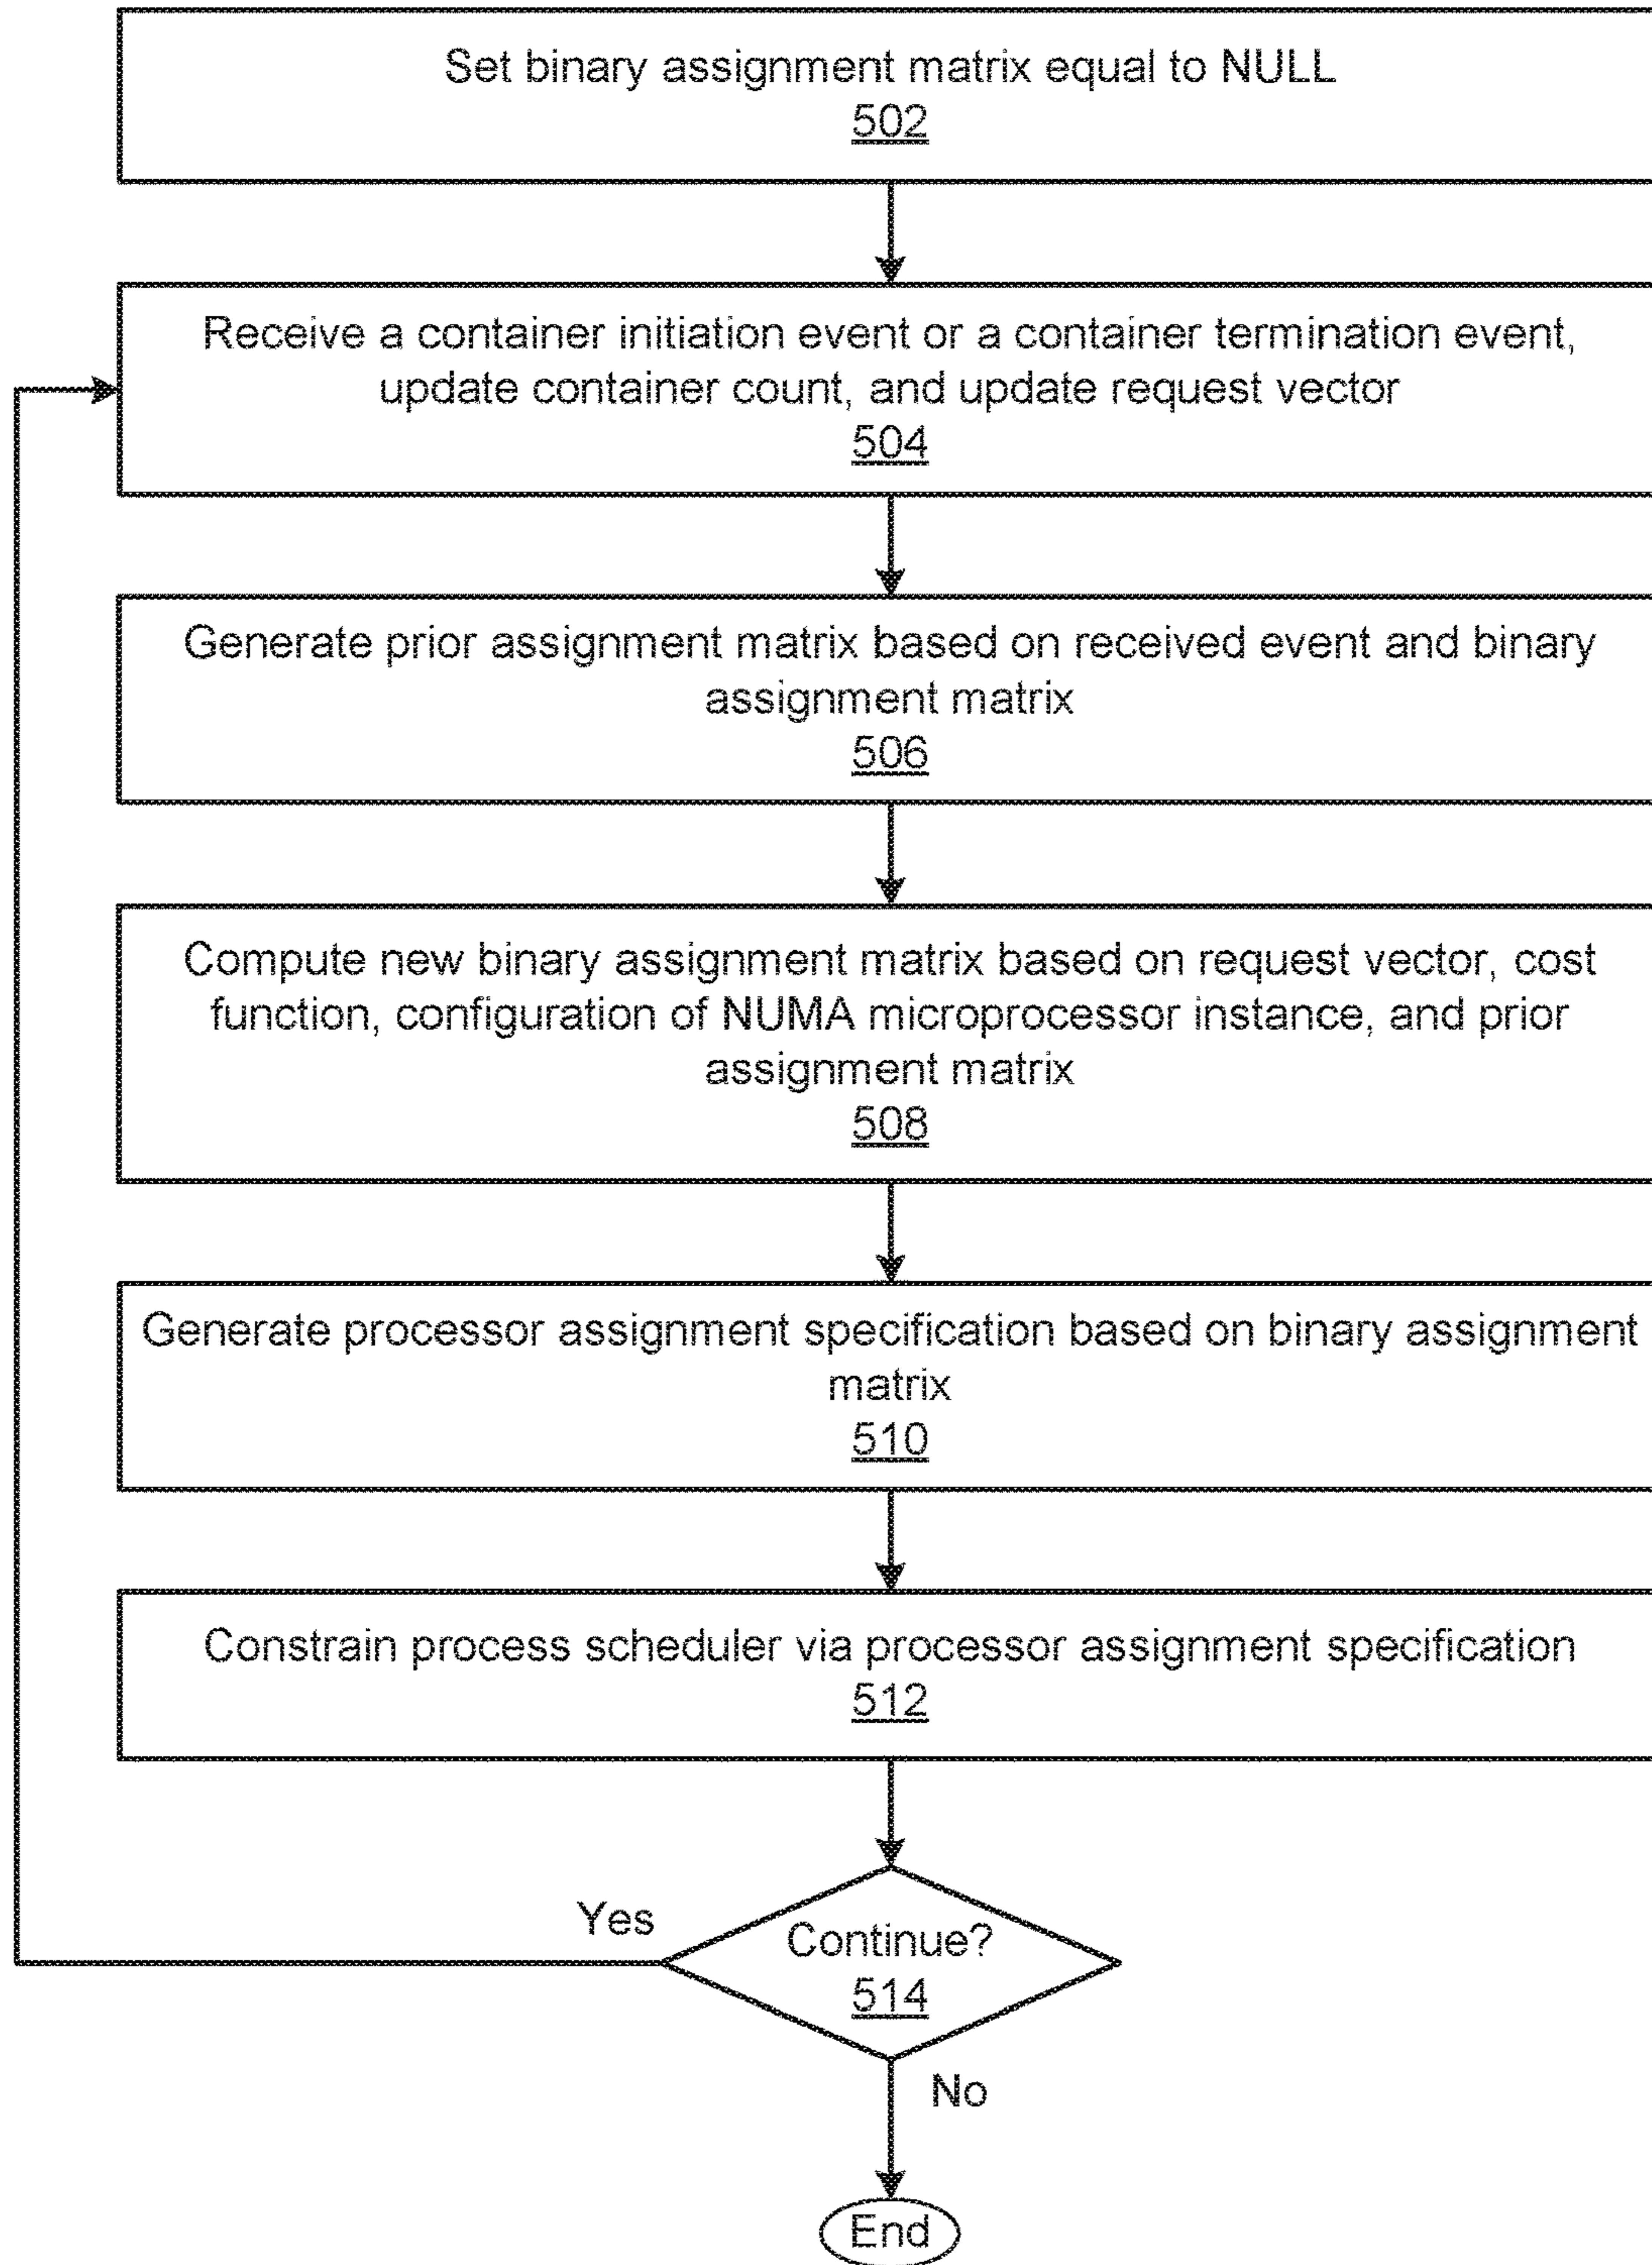 Set binary assignment matrix equal to NULL
502
Receive a container initiation event or a container termination event,
update container count, and update request vector
504
Generate prior assignment matrix based on received event and binary
assignment matrix
506
Compute new binary assignment matrix based on request vector, cost
function, configuration of NUMA microprocessor instance, and prior
assignment matrix
508
Generate processor assignment specification based on binary assignment
matrix
510
Constrain process scheduler via processor assignment specification
512
Yes
Continue?
514
No
End